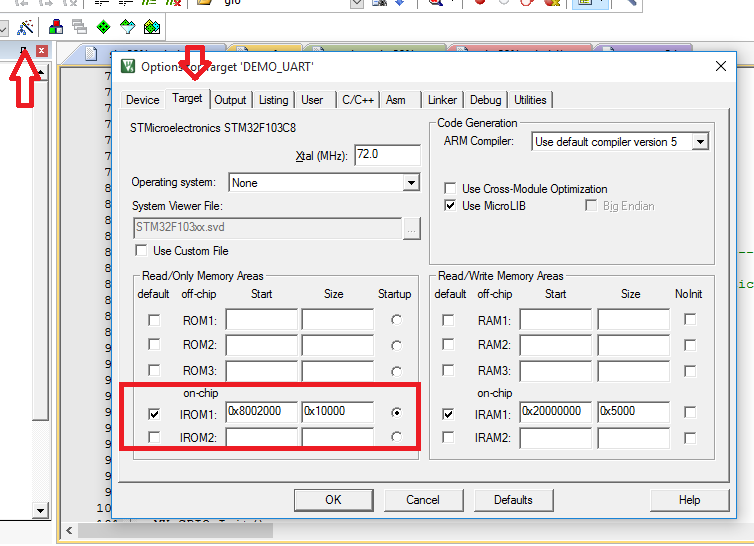 gfo
Options for Target 'DEMO_UART'
Device Target Output Listing User C/C++ Asm Linker Debug Utilities
STMicroelectronics STM32F103C8
Xtal (MHz): 72.0
Operating system: None
System Viewer File:
STM32F103xx.svd ...
Use Custom File
Code Generation
ARM Compiler: Use default compiler version 5
Use Cross-Module Optimization
Use MicroLIB Big Endian
Read/Only Memory Areas
default off-chip Start Size Startup
ROM1:
ROM2:
ROM3:
on-chip
IROM1: 0x8002000 0x10000
IROM2:
Read/Write Memory Areas
default off-chip Start Size NoInit
RAM1:
RAM2:
RAM3:
on-chip
IRAM1: 0x20000000 0x5000
IRAM2:
OK Cancel Defaults Help